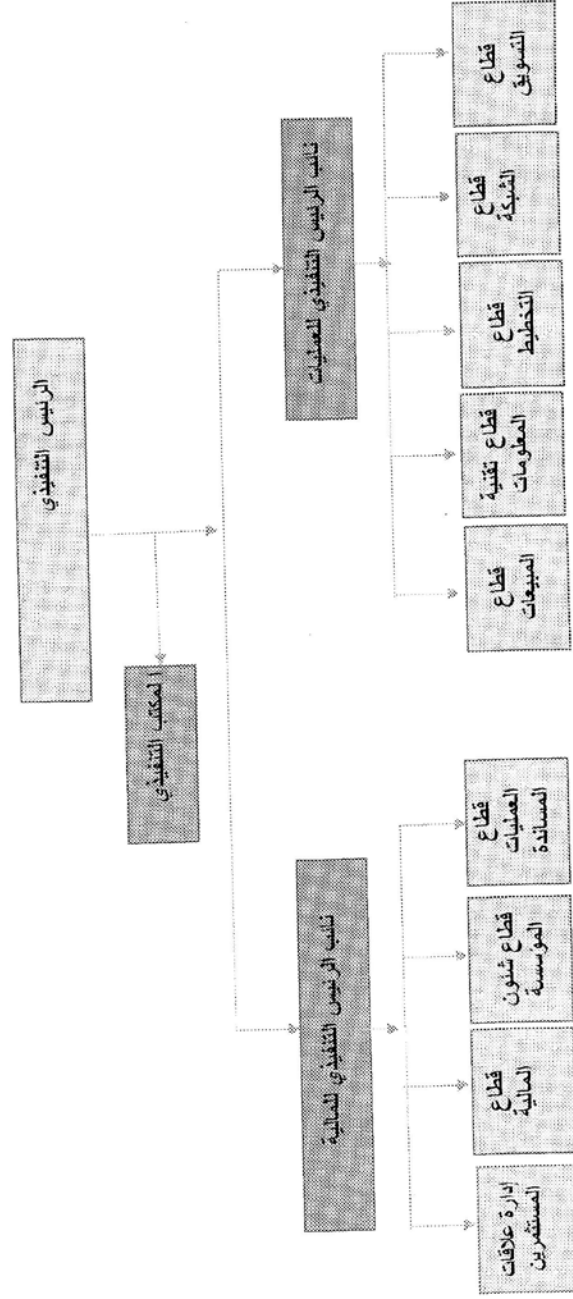 الرئيس التنفيذي
المكتب التنفيذي
نائب الرئيس التنفيذي للعمليات
نائب الرئيس التنفيذي للمالية
قطاع
التسويق
قطاع
الشبكة
قطاع
التخطيط
قطاع تقنية
المعلومات
قطاع
المبيعات
قطاع
العمليات
المساندة
قطاع شئون
المؤسسة
قطاع
المالية
إدارة علاقات
المستثمرين